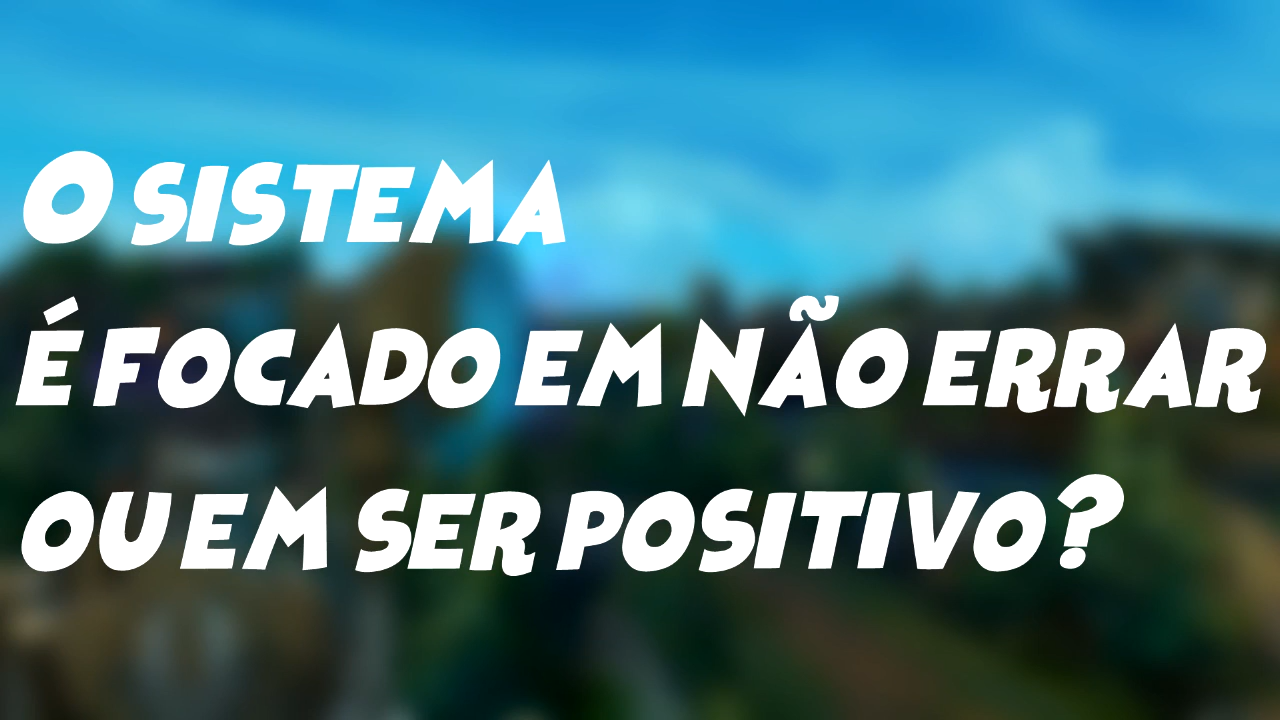 O SISTEMA
É FOCADO EM NÃO ERRAR
OU EM SER POSITIVO?